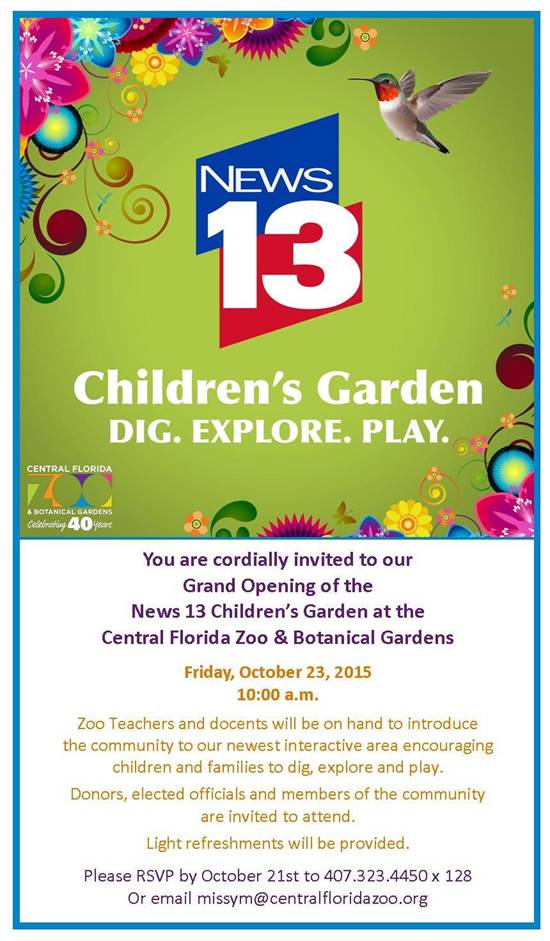 NEWS
13
Children's Garden
DIG. EXPLORE. PLAY.
CENTRAL FLORIDA
ZOO
& BOTANICAL GARDENS
Celebrating 40 Years
You are cordially invited to our
Grand Opening of the
News 13 Children's Garden at the
Central Florida Zoo & Botanical Gardens
Friday, October 23, 2015
10:00 a.m.
Zoo Teachers and docents will be on hand to introduce
the community to our newest interactive area encouraging
children and families to dig, explore and play.
Donors, elected officials and members of the community
are invited to attend.
Light refreshments will be provided.
Please RSVP by October 21st to 407.323.4450 x 128
Or email missym@centralfloridazoo.org